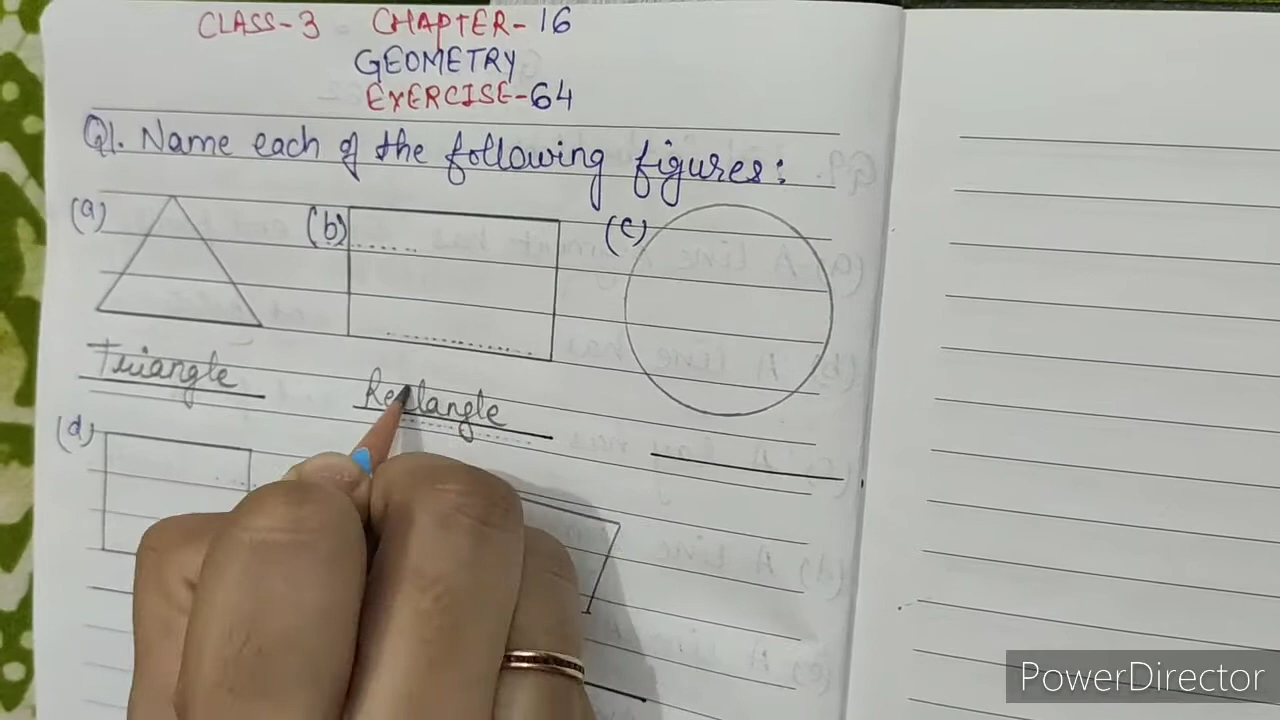 CLASS-3 CHAPTER-16
GEOMETRY
EXERCISE-64
Q1. Name each of the following figures:
(a) (b) (c)
Triangle
Rectangle
(d)
PowerDirector